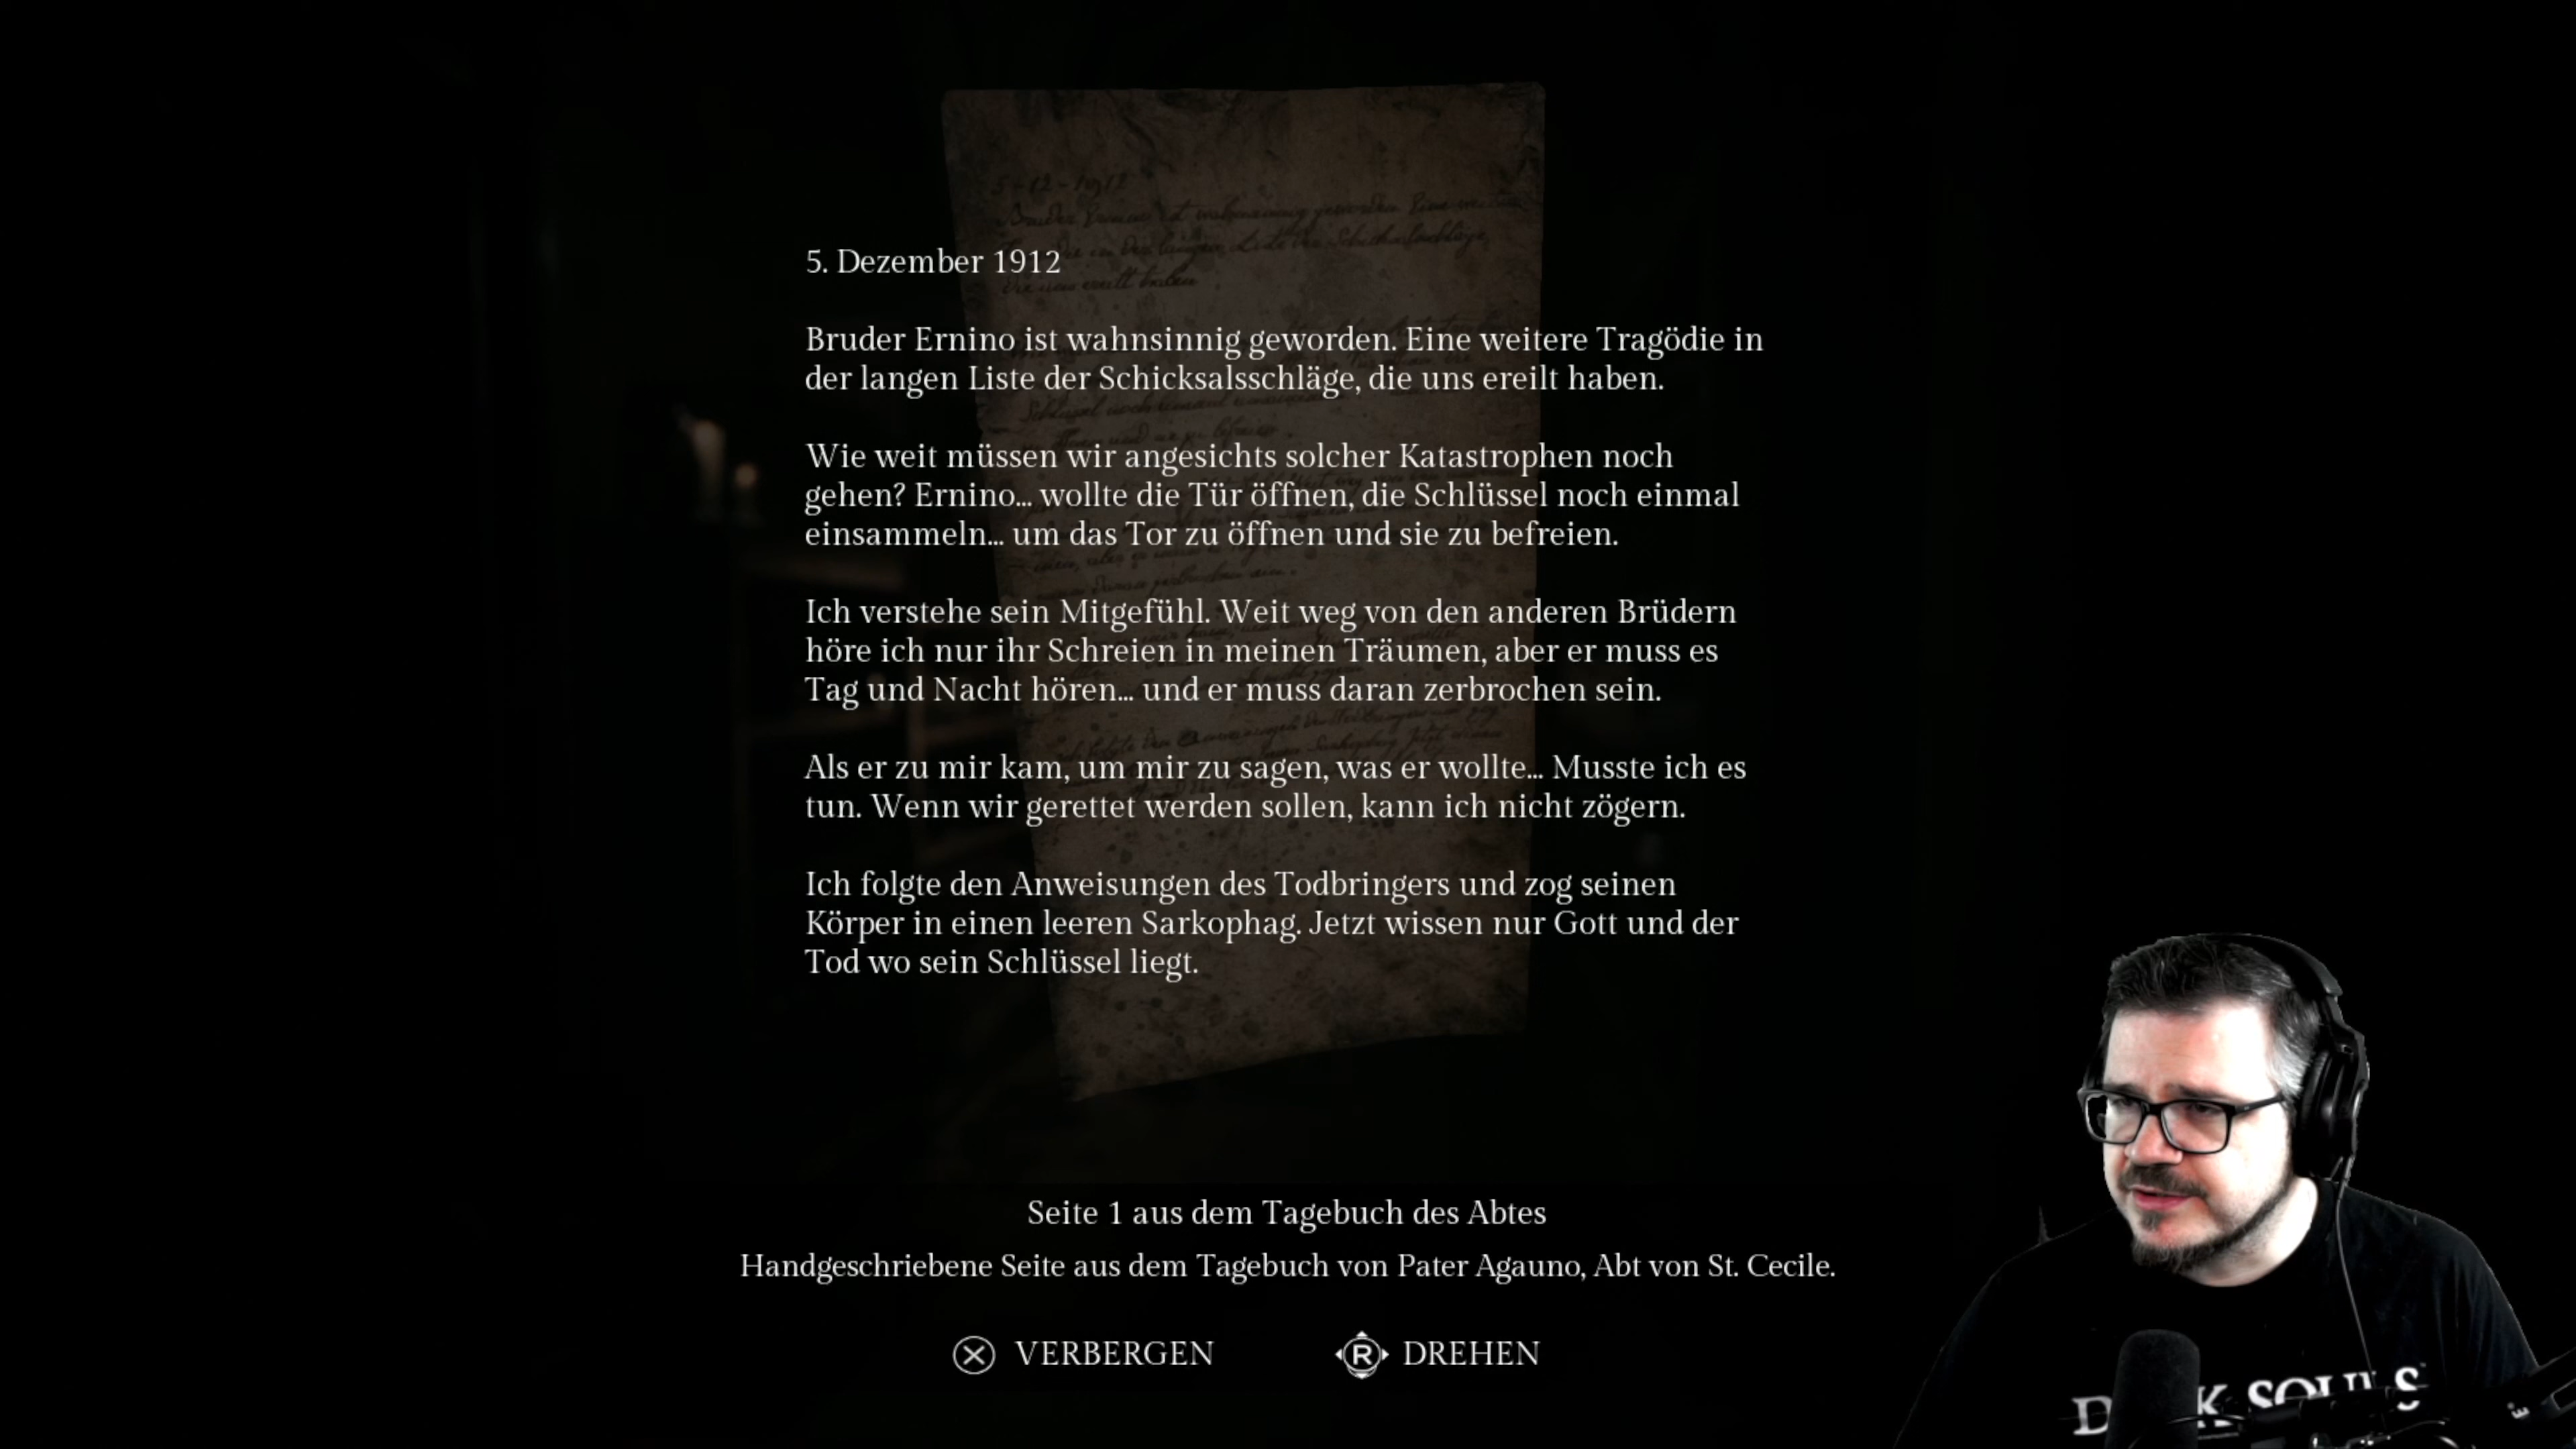 5. Dezember 1912
Bruder Ernino ist wahnsinnig geworden. Eine weitere Tragödie in
der langen Liste der Schicksalsschläge, die uns ereilt haben.
Wie weit müssen wir angesichts solcher Katastrophen noch
gehen? Ernino... wollte die Tür öffnen, die Schlüssel noch einmal
einsammeln... um das Tor zu öffnen und sie zu befreien.
Ich verstehe sein Mitgefühl. Weit weg von den anderen Brüdern
höre ich nur ihr Schreien in meinen Träumen, aber er muss es
Tag und Nacht hören... und er muss daran zerbrochen sein.
Als er zu mir kam, um mir zu sagen, was er wollte... Musste ich es
tun. Wenn wir gerettet werden sollen, kann ich nicht zögern.
Ich folgte den Anweisungen des Todbringers und zog seinen
Körper in einen leeren Sarkophag. Jetzt wissen nur Gott und der
Tod wo sein Schlüssel liegt.
Seite 1 aus dem Tagebuch des Abtes
Handgeschriebene Seite aus dem Tagebuch von Pater Agauno, Abt von St. Cecile.
VERBERGEN
R DREHEN